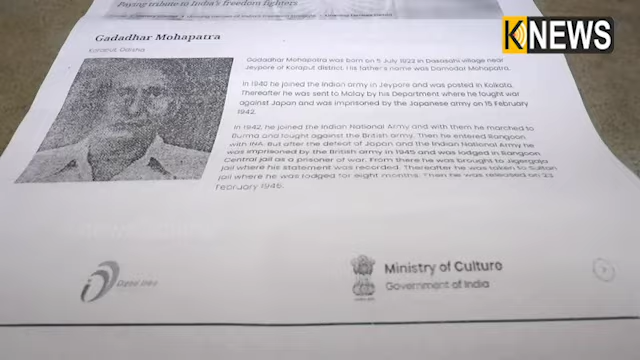 Paying tribute to India's freedom fighters
KNEWS
Gadadhar Mohapatra
Koraput, Odisha
Gadadhar Mohapatra was born on 5 July 1923 in village near
Jeypore of Koraput district. His father's name was Damodar Mohapatra.
In 1940 he joined the Indian army in Jeypore and was posted in Kolkata.
Thereafter he was sent to Malay by his Department where he fought war
against Japan and was imprisoned by the Japanese army on 15 February
1942.
In 1942, he joined the Indian National Army and with them he marched to
Burma and fought against the British army. Then he entered Rangoon
with INA. But after the defeat of Japan and the Indian National Army he
was imprisoned by the British army in 1945 and was lodged in Rangoon
Central jail as a prisoner of war. From there he was brought to
jail where his statement was recorded. Thereafter he was taken to Sultan
jail where he was lodged for eight months. Then he was released on 23
February 1946.
Ministry of Culture
Government of India